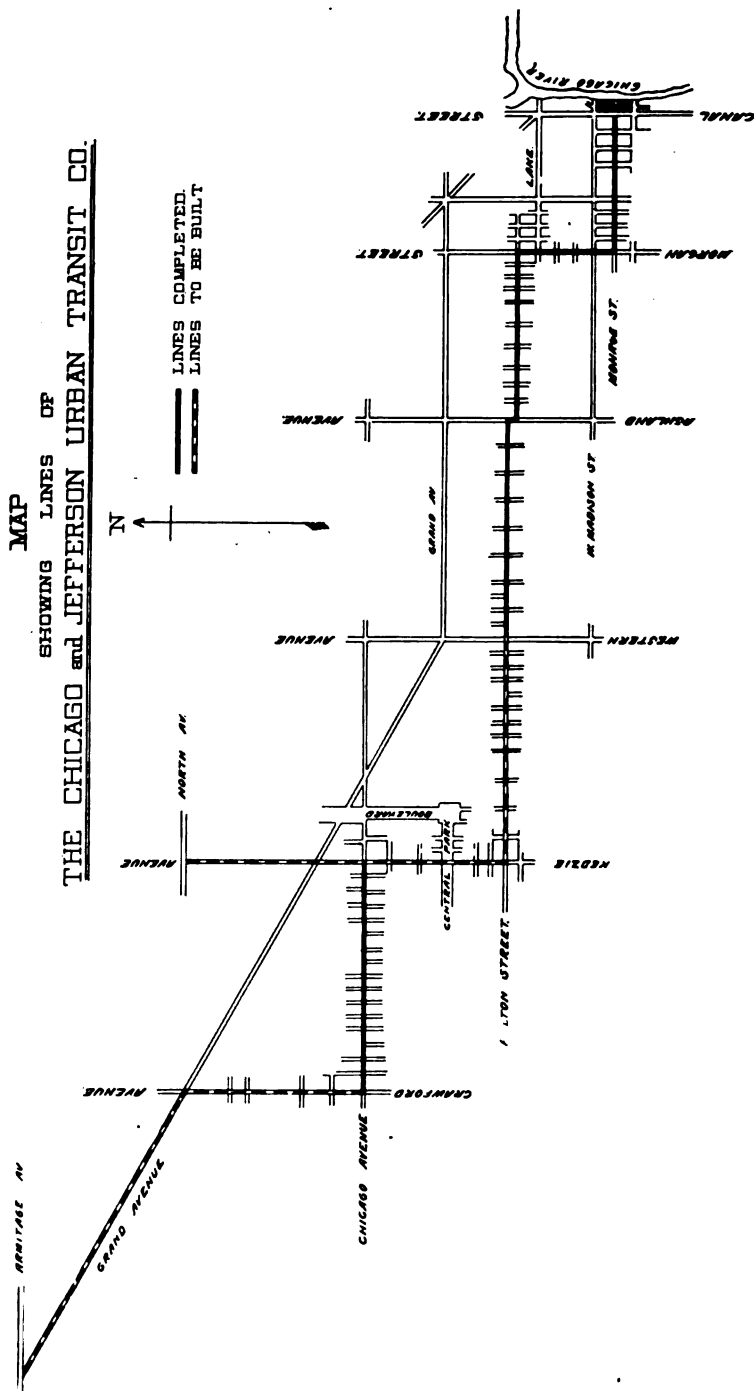 MAP
SHOWING LINES OF
THE CHICAGO and JEFFERSON URBAN TRANSIT CO.
N
LINES COMPLETED.
LINES TO BE BUILT
ARMITAGE AV
GRAND AVENUE
CRAWFORD AVENUE
CHICAGO AVENUE
NORTH AV.
KEDZIE AVENUE
CENTRAL PARK
BOULEVARD
LTON STREET.
WESTERN AVENUE
GRAND AV
W. MADISON ST
ASHLAND AVENUE
MONROE ST.
MORGAN STREET
LAKE
CANAL STREET
CHICAGO RIVER